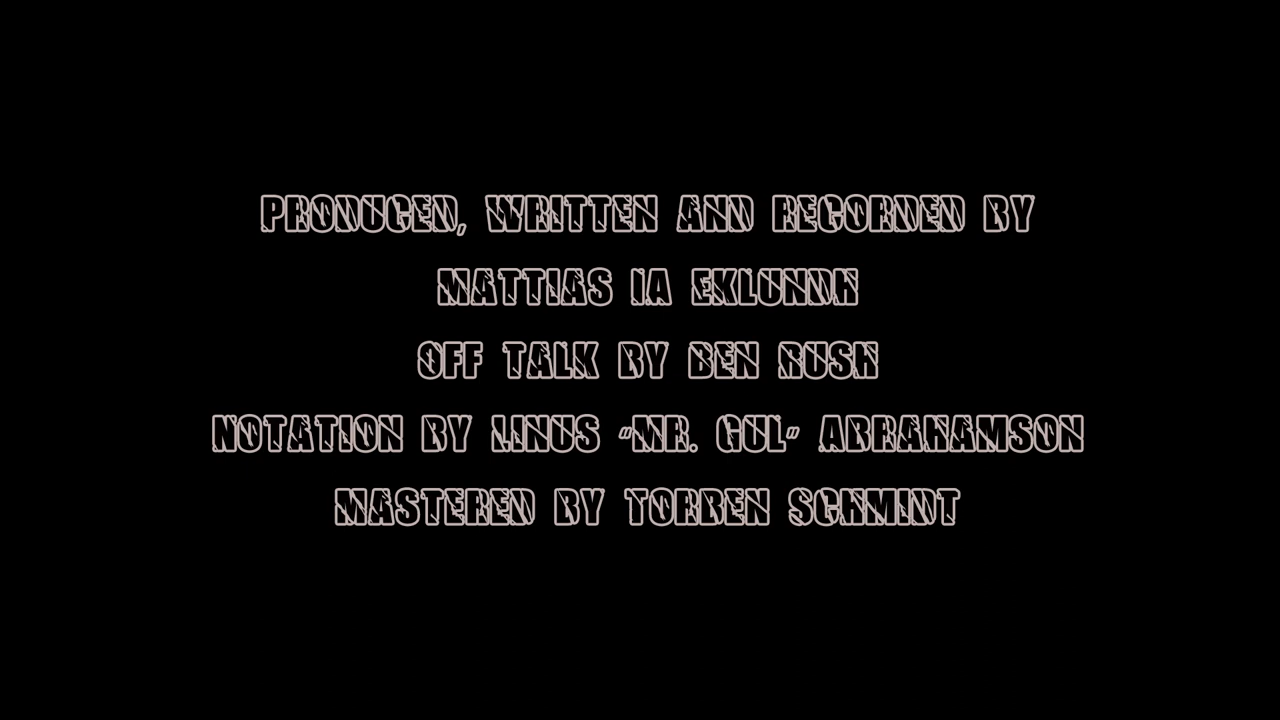 PRODUCED, WRITTEN AND RECORDED BY
MATTIAS IA EKLUNDH
OFF TALK BY BEN RUSH
NOTATION BY LINUS "MR. GUL" ABRAHAMSON
MASTERED BY TORBEN SCHMIDT